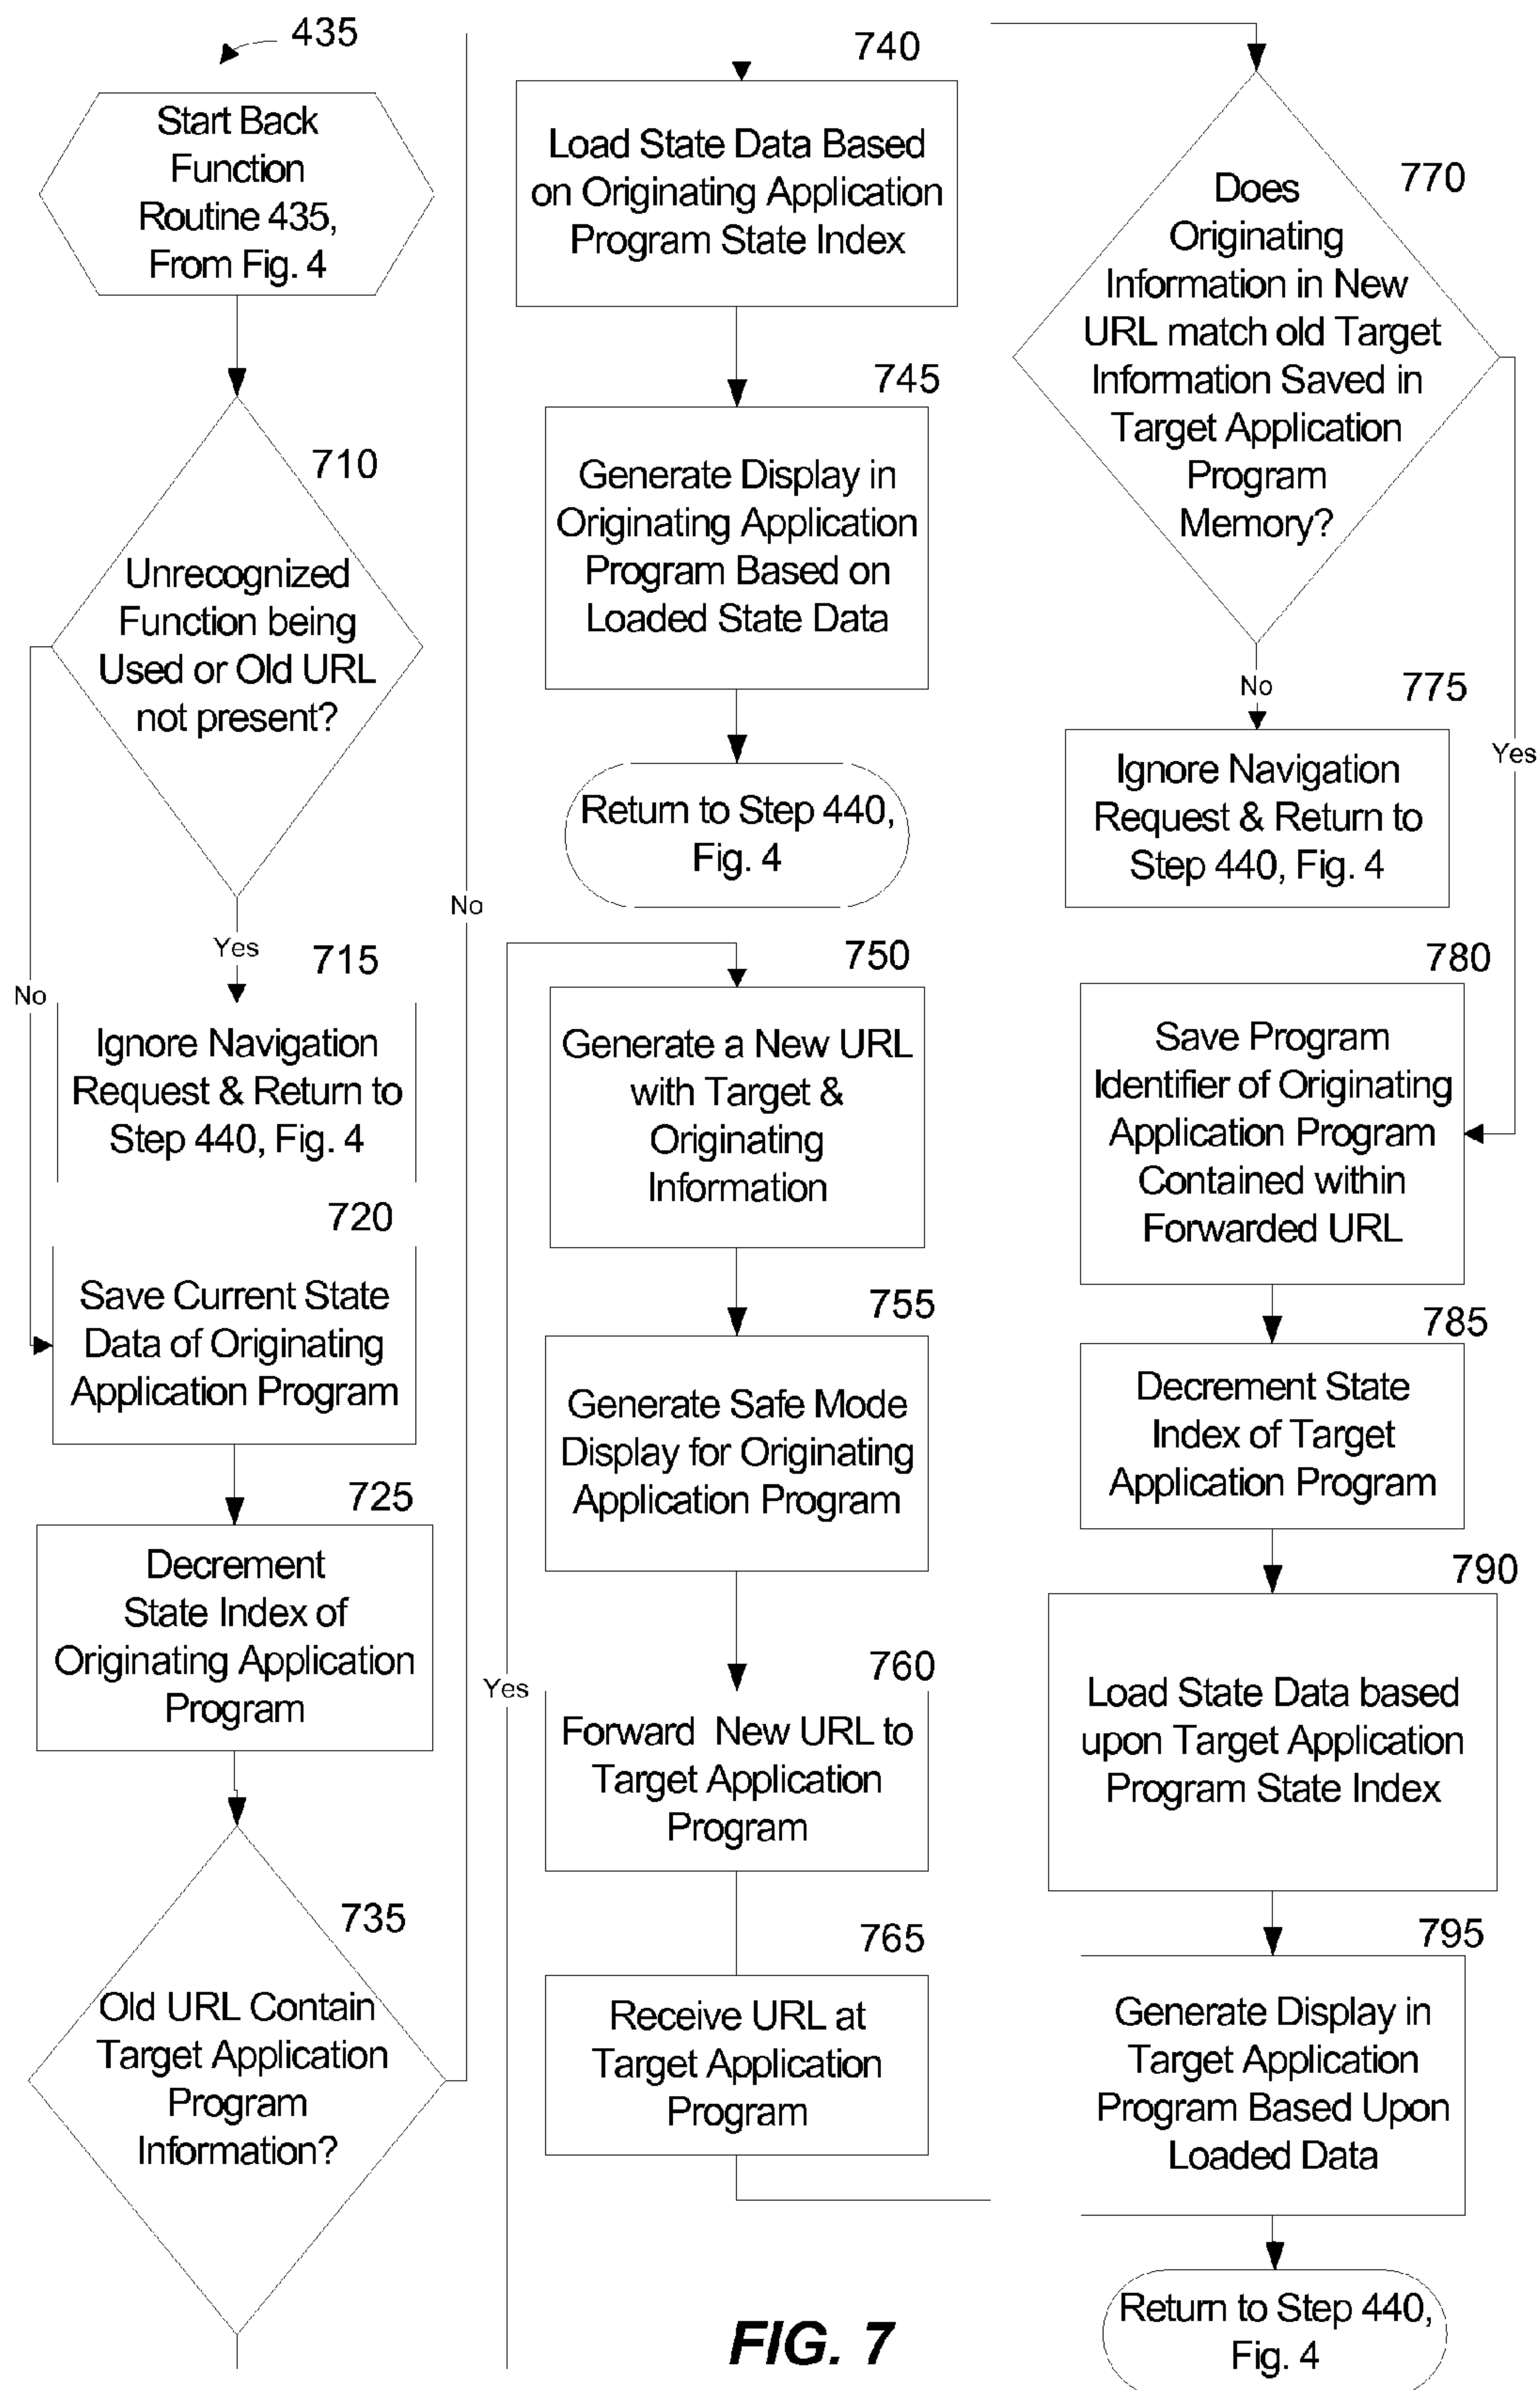 435
Start Back
Function
Routine 435,
From Fig. 4
710
Unrecognized
Function being
Used or Old URL
not present?
Yes
No
715
Ignore Navigation
Request & Return to
Step 440, Fig. 4
720
Save Current State
Data of Originating
Application Program
725
Decrement
State Index of
Originating Application
Program
735
Old URL Contain
Target Application
Program
Information?
No
Yes
740
Load State Data Based
on Originating Application
Program State Index
745
Generate Display in
Originating Application
Program Based on
Loaded State Data
Return to Step 440,
Fig. 4
750
Generate a New URL
with Target &
Originating
Information
755
Generate Safe Mode
Display for Originating
Application Program
760
Forward New URL to
Target Application
Program
765
Receive URL at
Target Application
Program
770
Does
Originating
Information in New
URL match old Target
Information Saved in
Target Application
Program
Memory?
No
Yes
775
Ignore Navigation
Request & Return to
Step 440, Fig. 4
780
Save Program
Identifier of Originating
Application Program
Contained within
Forwarded URL
785
Decrement State
Index of Target
Application Program
790
Load State Data based
upon Target Application
Program State Index
795
Generate Display in
Target Application
Program Based Upon
Loaded Data
Return to Step 440,
Fig. 4
FIG. 7